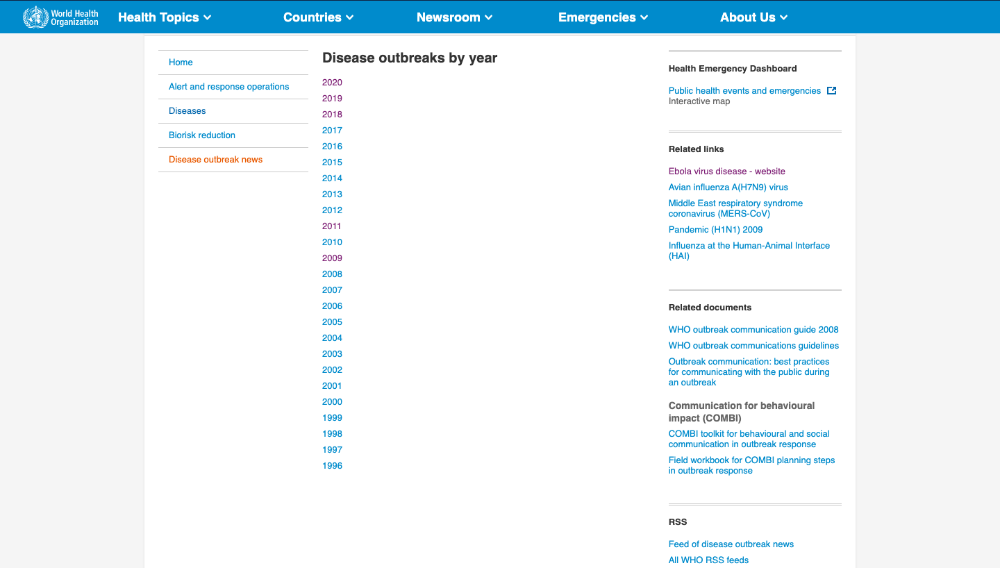 World Health
Organization
Health Topics
Countries
Newsroom
Emergencies
About Us
Home
Alert and response operations
Diseases
Biorisk reduction
Disease outbreak news
Disease outbreaks by year
2020
2019
2018
2017
2016
2015
2014
2013
2012
2011
2010
2009
2008
2007
2006
2005
2004
2003
2002
2001
2000
1999
1998
1997
1996
Health Emergency Dashboard
Public health events and emergencies
Interactive map
Related links
Ebola virus disease - website
Avian influenza A(H7N9) virus
Middle East respiratory syndrome
coronavirus (MERS-CoV)
Pandemic (H1N1) 2009
Influenza at the Human-Animal Interface
(HAI)
Related documents
WHO outbreak communication guide 2008
WHO outbreak communications guidelines
Outbreak communication: best practices
for communicating with the public during
an outbreak
Communication for behavioural
impact (COMBI)
COMBI toolkit for behavioural and social
communication in outbreak response
Field workbook for COMBI planning steps
in outbreak response
RSS
Feed of disease outbreak news
All WHO RSS feeds